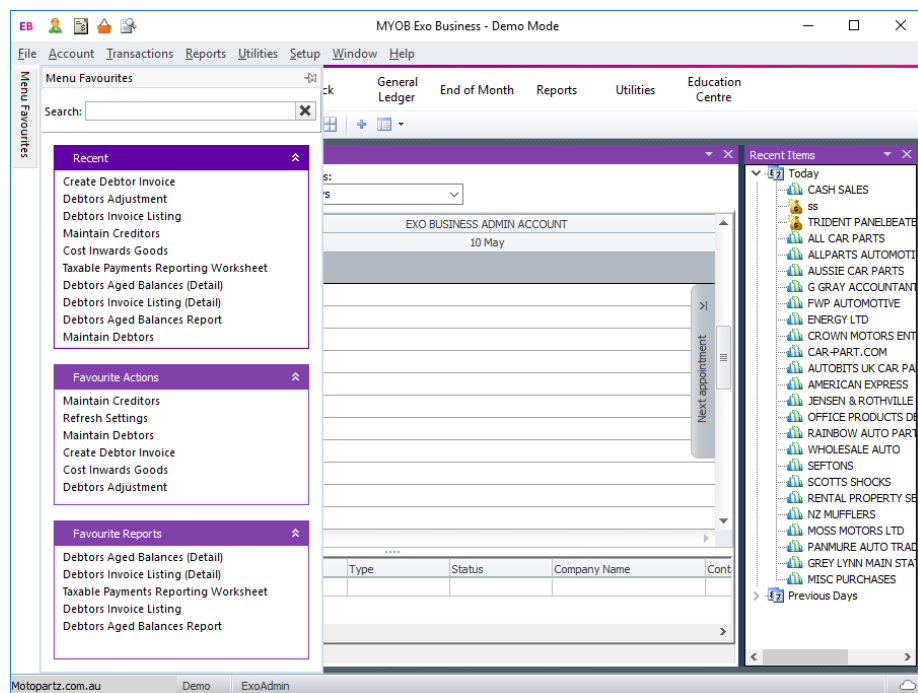 EB
MYOB Exo Business - Demo Mode
File Account Transactions Reports Utilities Setup Window Help
Menu Favourites
Menu Favourites
Search:
Recent
Create Debtor Invoice
Debtors Adjustment
Debtors Invoice Listing
Maintain Creditors
Cost Inwards Goods
Taxable Payments Reporting Worksheet
Debtors Aged Balances (Detail)
Debtors Invoice Listing (Detail)
Debtors Aged Balances Report
Maintain Debtors
Favourite Actions
Maintain Creditors
Refresh Settings
Maintain Debtors
Create Debtor Invoice
Cost Inwards Goods
Debtors Adjustment
Favourite Reports
Debtors Aged Balances (Detail)
Debtors Invoice Listing (Detail)
Taxable Payments Reporting Worksheet
Debtors Invoice Listing
Debtors Aged Balances Report
ck
General
Ledger
End of Month
Reports
Utilities
Education
Centre
s:
s
EXO BUSINESS ADMIN ACCOUNT
10 May
Next appointment
Type Status Company Name Cont
Recent Items
Today
CASH SALES
ss
TRIDENT PANELBEATE
ALL CAR PARTS
ALLPARTS AUTOMOTI
AUSSIE CAR PARTS
G GRAY ACCOUNTANT
FWP AUTOMOTIVE
ENERGY LTD
CROWN MOTORS ENT
CAR-PART.COM
AUTOBITS UK CAR PA
AMERICAN EXPRESS
JENSEN & ROTHVILLE
OFFICE PRODUCTS DE
RAINBOW AUTO PART
WHOLESALE AUTO
SEFTONS
SCOTTS SHOCKS
RENTAL PROPERTY SE
NZ MUFFLERS
MOSS MOTORS LTD
PANMURE AUTO TRAD
GREY LYNN MAIN STA
MISC PURCHASES
Previous Days
Motopartz.com.au Demo ExoAdmin